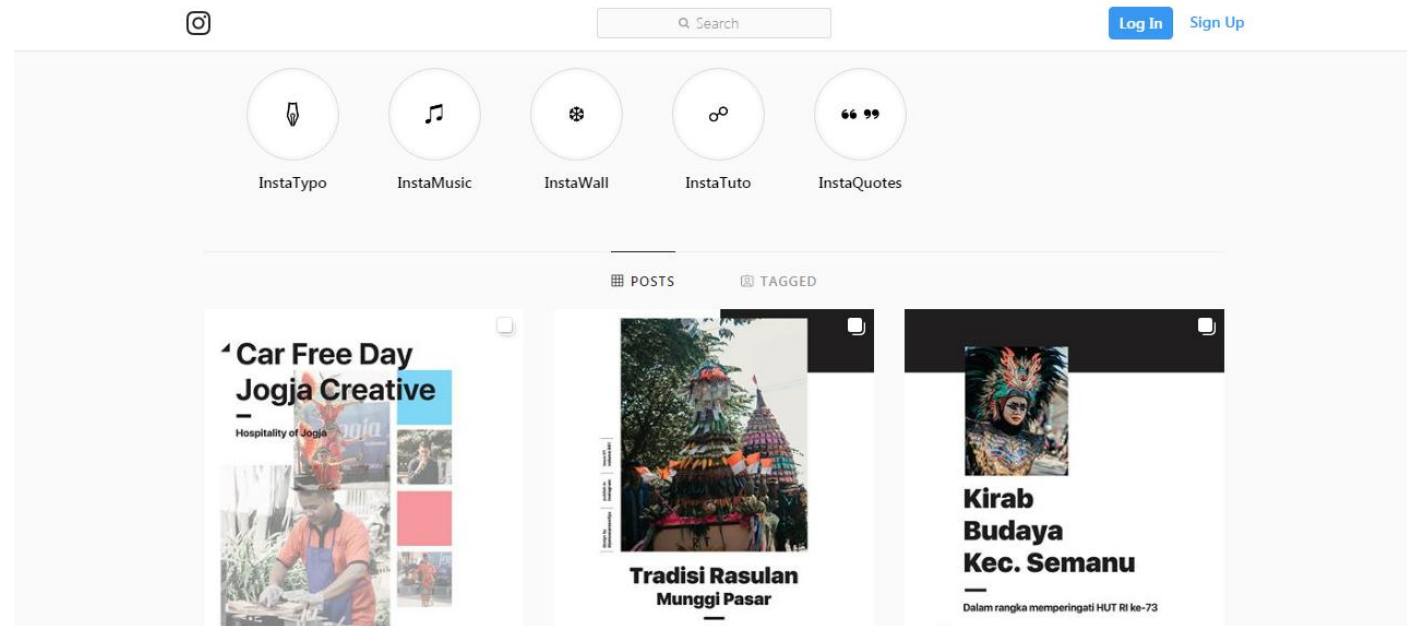 Search
Log In
Sign Up
InstaTypo
InstaMusic
InstaWall
InstaTuto
InstaQuotes
POSTS
TAGGED
Car Free Day
Jogja Creative
Hospitality of Jogja
Tradisi Rasulan
Munggi Pasar
Kirab
Budaya
Kec. Semanu
Dalam rangka memperingati HUT RI ke-73